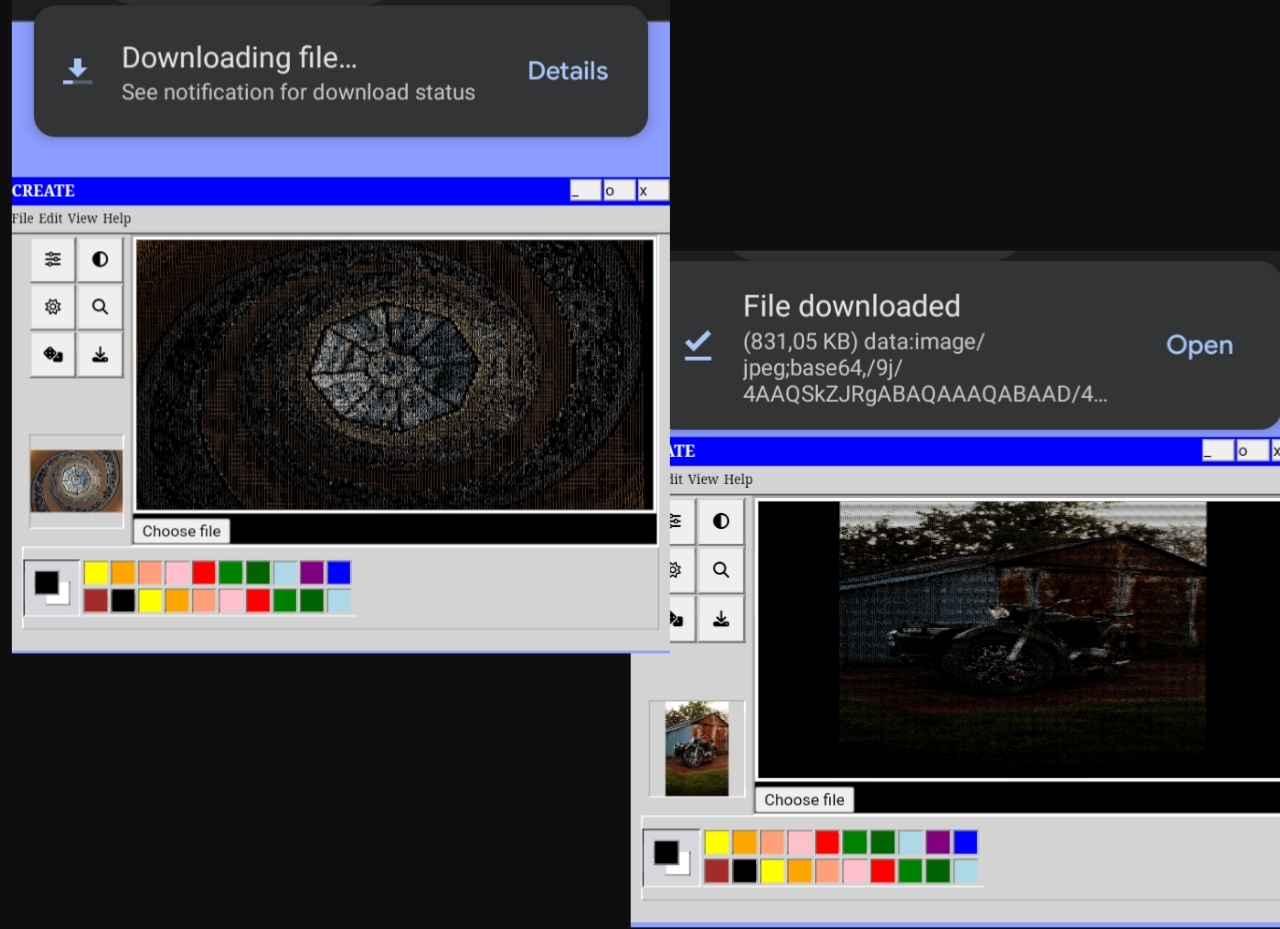 Downloading file...
See notification for download status
Details
CREATE
_ o x
File Edit View Help
Choose file
File downloaded
(831,05 KB) data:image/
jpeg;base64,/9j/
4AAQSkZJRgABAQAAAQABAAD/4...
Open
ATE
_ o x
dit View Help
Choose file